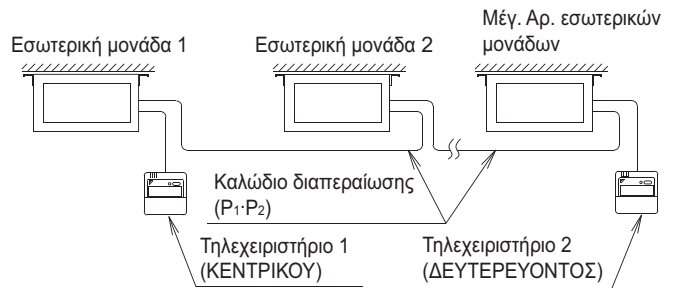 Εσωτερική μονάδα 1
Εσωτερική μονάδα 2
Μέγ. Αρ. εσωτερικών
μονάδων
Καλώδιο διαπεραίωσης
(P₁·P₂)
Τηλεχειριστήριο 1
(ΚΕΝΤΡΙΚΟΥ)
Τηλεχειριστήριο 2
(ΔΕΥΤΕΡΕΥΟΝΤΟΣ)